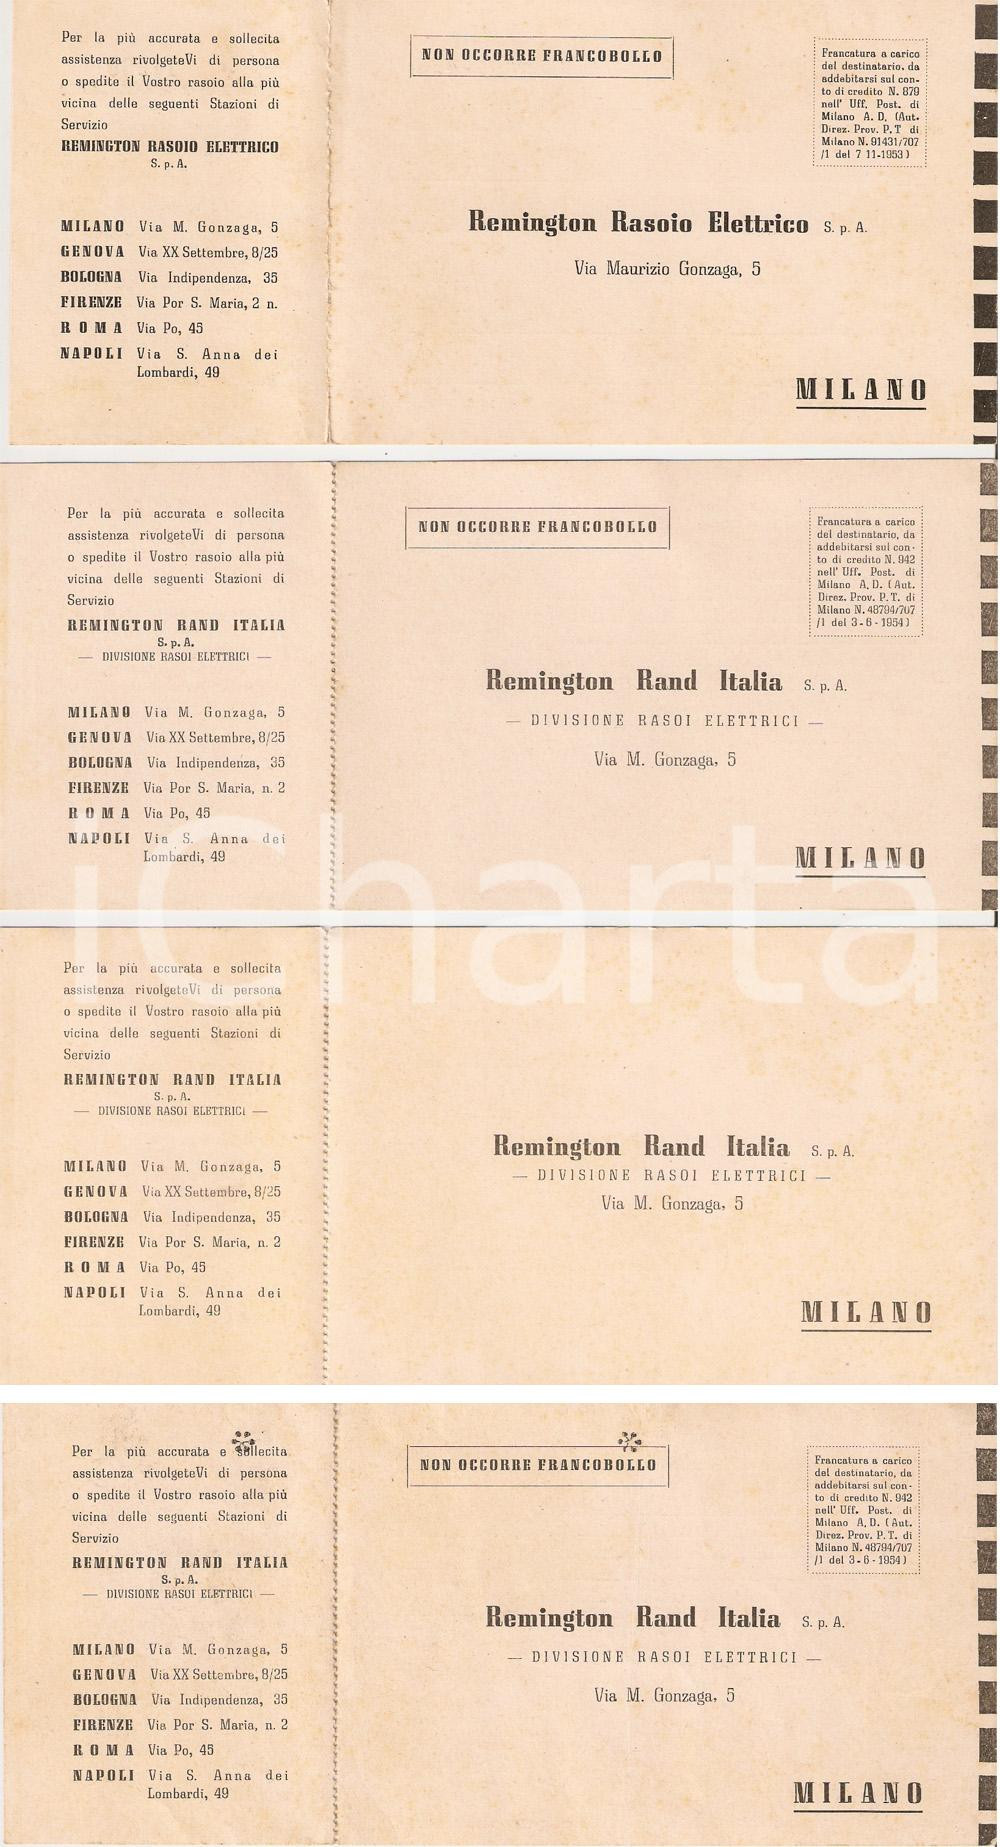 Per la più accurata e sollecita
assistenza rivolgeteVi di persona
o spedite il Vostro rasoio alla più
vicina delle seguenti Stazioni di
Servizio
REMINGTON RASOIO ELETTRICO
S. p. A.
MILANO Via M. Gonzaga, 5
GENOVA Via XX Settembre, 8/25
BOLOGNA Via Indipendenza, 35
FIRENZE Via Por S. Maria, 2 n.
ROMA Via Po, 45
NAPOLI Via S. Anna dei
Lombardi, 49
NON OCCORRE FRANCOBOLLO
Francatura a carico
del destinatario, da
addebitarsi sul con-
to di credito N. 879
nell' Uff. Post. di
Milano A. D. (Aut.
Direz. Prov. P. T di
Milano N. 91431/707
/1 del 7 11-1953)
Remington Rasoio Elettrico S. p. A.
Via Maurizio Gonzaga, 5
MILANO
Per la più accurata e sollecita
assistenza rivolgeteVi di persona
o spedite il Vostro rasoio alla più
vicina delle seguenti Stazioni di
Servizio
REMINGTON RAND ITALIA
S. p. A.
— DIVISIONE RASOI ELETTRICI —
MILANO Via M. Gonzaga, 5
GENOVA Via XX Settembre, 8/25
BOLOGNA Via Indipendenza, 35
FIRENZE Via Por S. Maria, n. 2
ROMA Via Po, 45
NAPOLI Via S. Anna dei
Lombardi, 49
NON OCCORRE FRANCOBOLLO
Francatura a carico
del destinatario, da
addebitarsi sul con-
to di credito N. 942
nell' Uff. Post. di
Milano A. D. (Aut.
Direz. Prov. P. T. di
Milano N. 48794/707
/1 del 3-6-1954)
Remington Rand Italia S. p. A.
— DIVISIONE RASOI ELETTRICI —
Via M. Gonzaga, 5
MILANO
iCharta
Per la più accurata e sollecita
assistenza rivolgeteVi di persona
o spedite il Vostro rasoio alla più
vicina delle seguenti Stazioni di
Servizio
REMINGTON RAND ITALIA
S. p. A.
— DIVISIONE RASOI ELETTRICI —
MILANO Via M. Gonzaga, 5
GENOVA Via XX Settembre, 8/25
BOLOGNA Via Indipendenza, 35
FIRENZE Via Por S. Maria, n. 2
ROMA Via Po, 45
NAPOLI Via S. Anna dei
Lombardi, 49
Remington Rand Italia S. p. A.
— DIVISIONE RASOI ELETTRICI —
Via M. Gonzaga, 5
MILANO
Per la più accurata e sollecita
assistenza rivolgeteVi di persona
o spedite il Vostro rasoio alla più
vicina delle seguenti Stazioni di
Servizio
REMINGTON RAND ITALIA
S. p. A.
— DIVISIONE RASOI ELETTRICI —
MILANO Via M. Gonzaga, 5
GENOVA Via XX Settembre, 8/25
BOLOGNA Via Indipendenza, 35
FIRENZE Via Por S. Maria, n. 2
ROMA Via Po, 45
NAPOLI Via S. Anna dei
Lombardi, 49
NON OCCORRE FRANCOBOLLO
Francatura a carico
del destinatario, da
addebitarsi sul con-
to di credito N. 942
nell' Uff. Post. di
Milano A. D. (Aut.
Direz. Prov. P. T. di
Milano N. 48794/707
/1 del 3-6-1954)
Remington Rand Italia S. p. A.
— DIVISIONE RASOI ELETTRICI —
Via M. Gonzaga, 5
MILANO